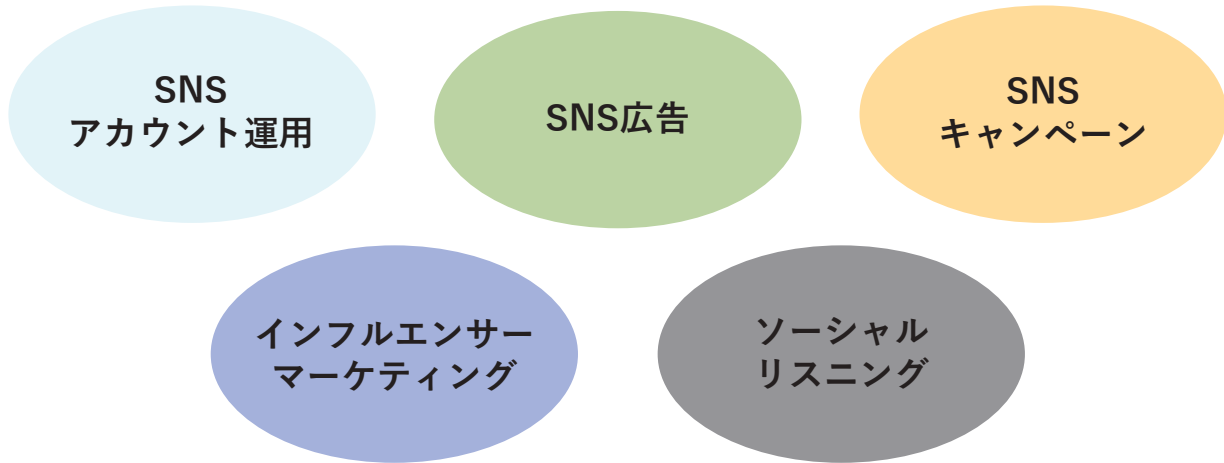 SNS
アカウント運用
SNS広告
SNS
キャンペーン
インフルエンサー
マーケティング
ソーシャル
リスニング